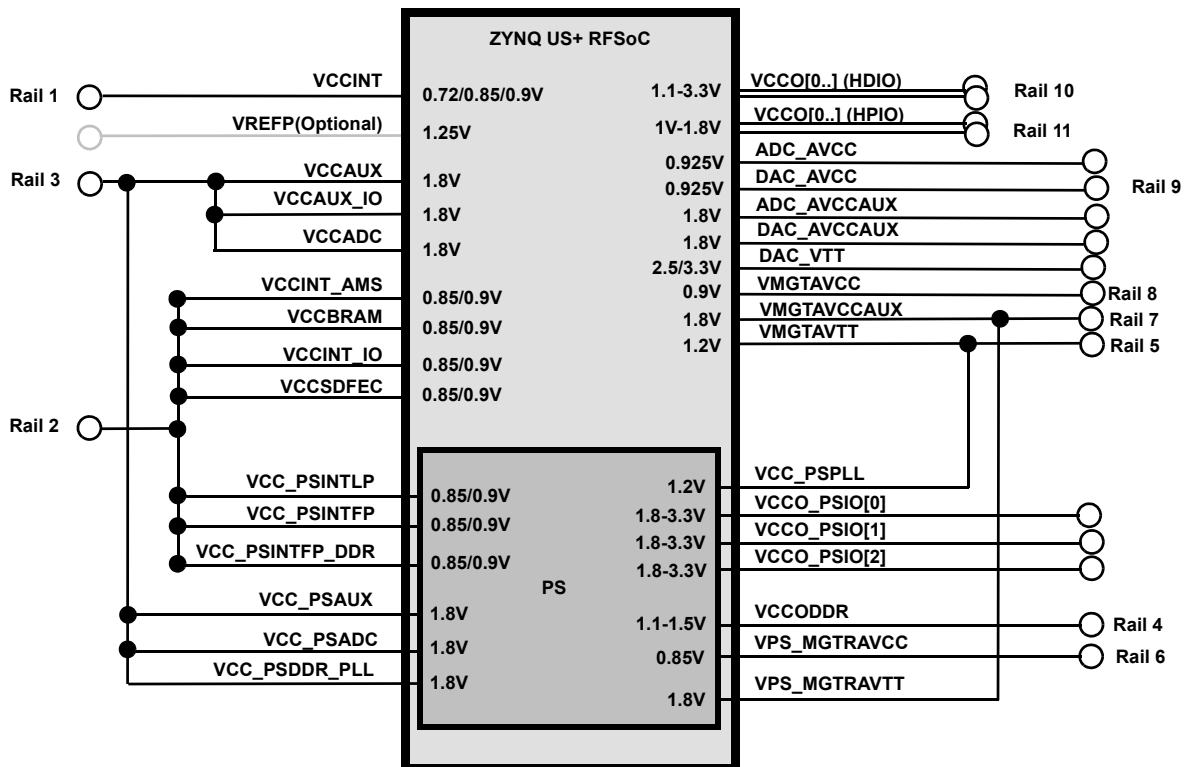 ZYNQ US+ RFSoC
Rail 1
VCCINT
0.72/0.85/0.9V
VREFP(Optional)
1.25V
Rail 3
VCCAUX
1.8V
VCCAUX_IO
1.8V
VCCADC
1.8V
VCCINT_AMS
0.85/0.9V
VCCBRAM
0.85/0.9V
VCCINT_IO
0.85/0.9V
VCCSDFEC
0.85/0.9V
Rail 2
VCC_PSINTLP
0.85/0.9V
VCC_PSINTFP
0.85/0.9V
VCC_PSINTFP_DDR
0.85/0.9V
PS
VCC_PSAUX
1.8V
VCC_PSADC
1.8V
VCC_PSDDR_PLL
1.8V
1.1-3.3V
VCCO[0..] (HDIO)
Rail 10
1V-1.8V
VCCO[0..] (HPIO)
Rail 11
0.925V
ADC_AVCC
0.925V
DAC_AVCC
Rail 9
1.8V
ADC_AVCCAUX
1.8V
DAC_AVCCAUX
2.5/3.3V
DAC_VTT
0.9V
VMGTAVCC
Rail 8
1.8V
VMGTAVCCAUX
Rail 7
1.2V
VMGTAVTT
Rail 5
1.2V
VCC_PSPLL
1.8-3.3V
VCCO_PSIO[0]
1.8-3.3V
VCCO_PSIO[1]
1.8-3.3V
VCCO_PSIO[2]
1.1-1.5V
VCCODDR
Rail 4
0.85V
VPS_MGTRAVCC
Rail 6
1.8V
VPS_MGTRAVTT